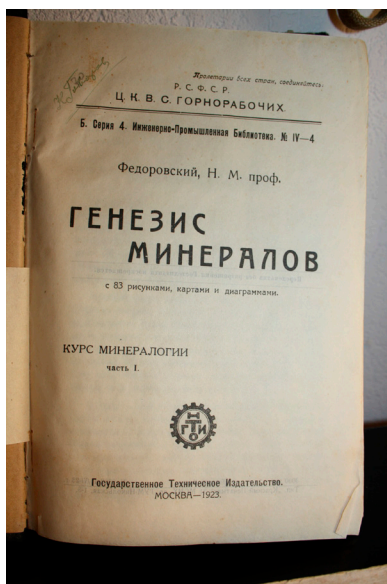 Пролетарии всех стран, соединяйтесь.
Р. С. Ф. С. Р.
Ц. К. В. С. ГОРНОРАБОЧИХ.
Б. Серия 4. Инженерно-Промышленная Библиотека. № IV—4
Федоровский, Н. М. проф.
ГЕНЕЗИС
МИНЕРАЛОВ
с 83 рисунками, картами и диаграммами.
КУРС МИНЕРАЛОГИИ
часть I.
Государственное Техническое Издательство.
МОСКВА—1923.